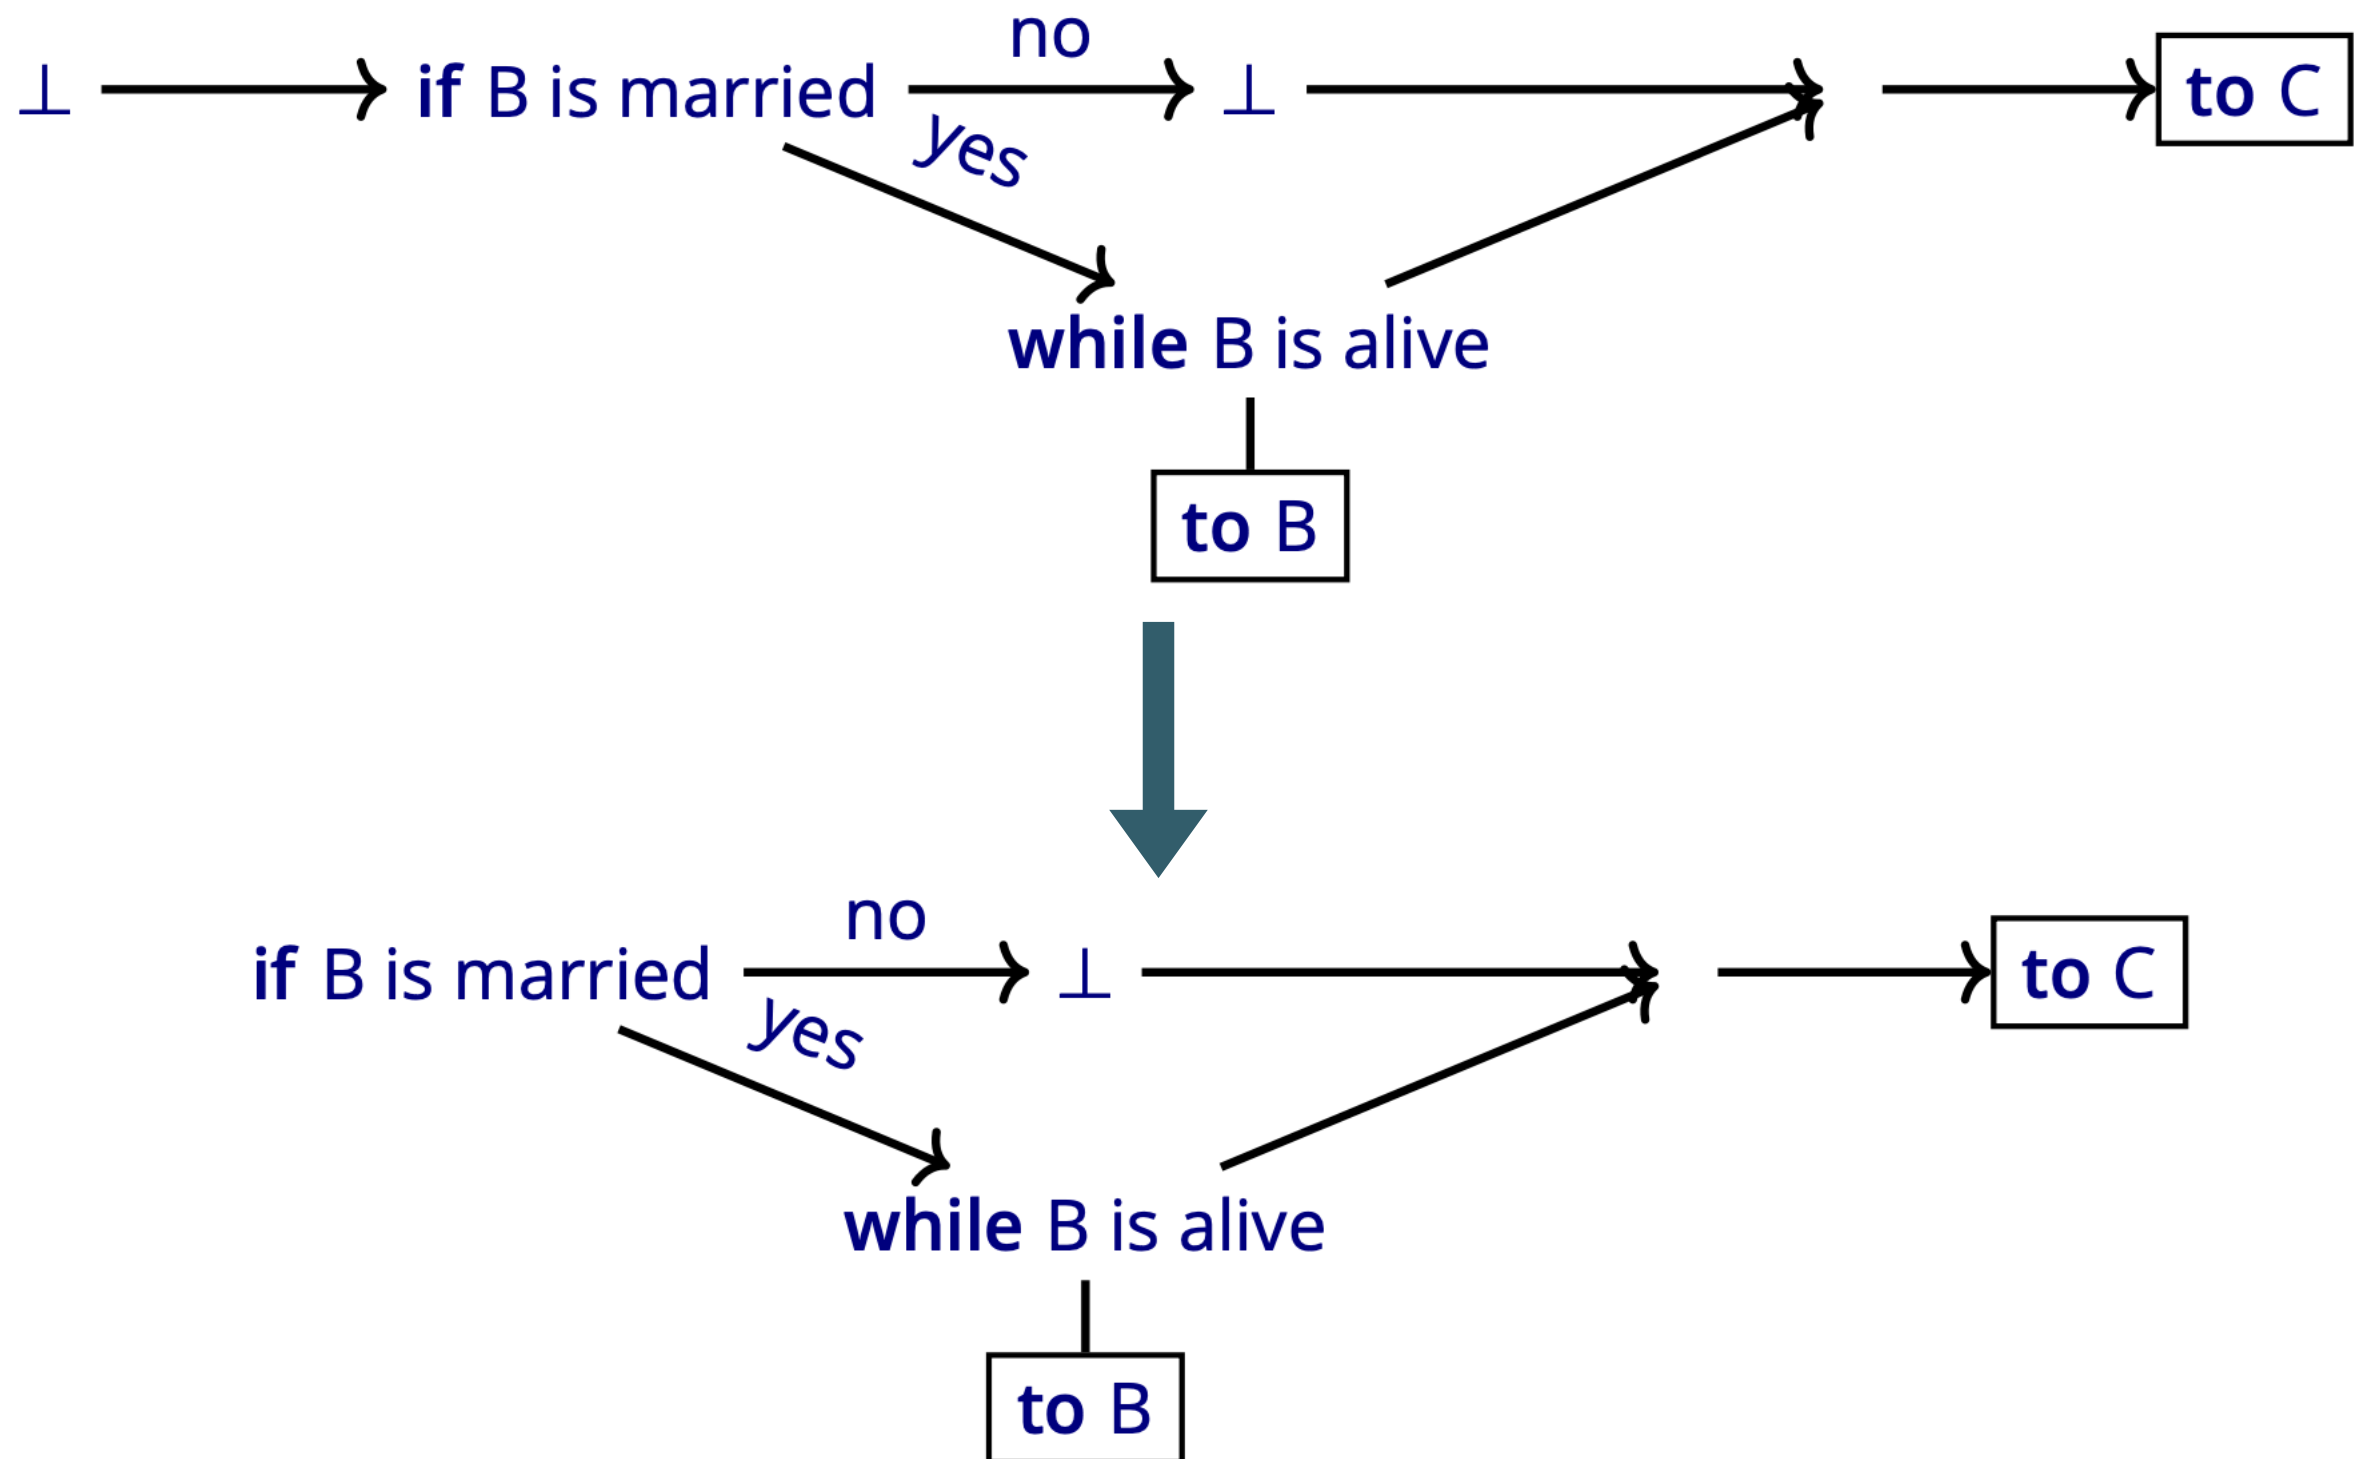 no
⊥ if B is married ⊥ to C
yes
while B is alive
to B
no
if B is married ⊥ to C
yes
while B is alive
to B